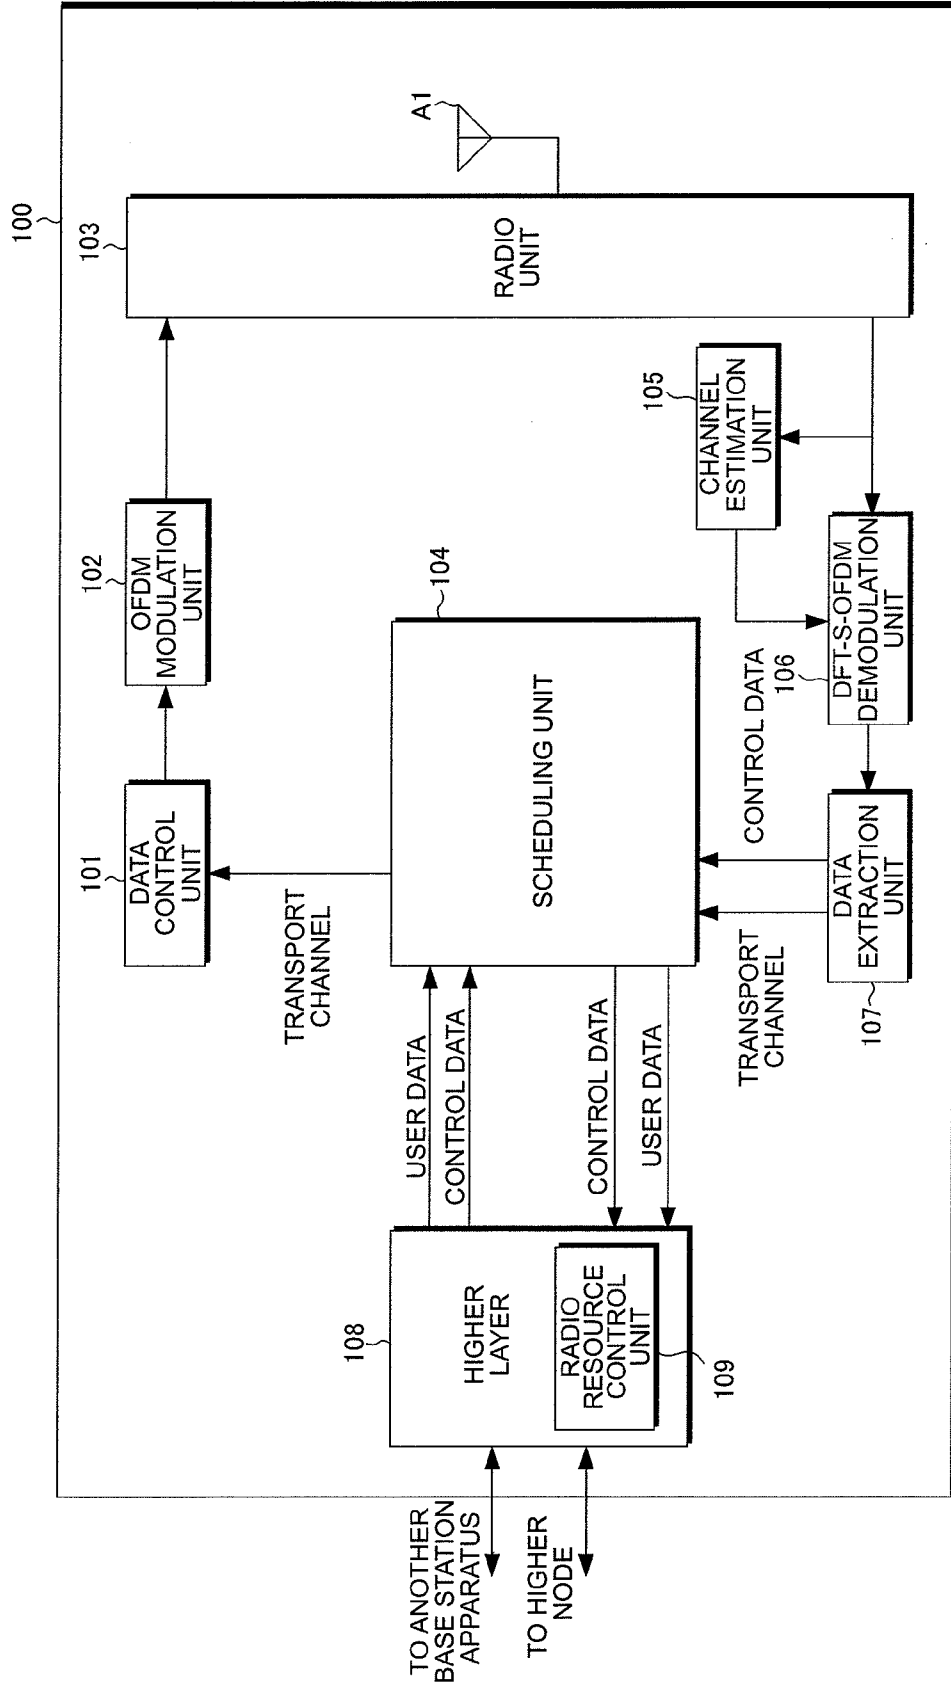 100
103
RADIO
UNIT
A1
102
OFDM
MODULATION
UNIT
101
DATA
CONTROL
UNIT
TRANSPORT
CHANNEL
104
SCHEDULING UNIT
105
CHANNEL
ESTIMATION
UNIT
CONTROL DATA
106
DFT-S-OFDM
DEMODULATION
UNIT
DATA
EXTRACTION
UNIT
107
TRANSPORT
CHANNEL
USER DATA
CONTROL DATA
CONTROL DATA
USER DATA
108
HIGHER
LAYER
RADIO
RESOURCE
CONTROL
UNIT
109
TO ANOTHER
BASE STATION
APPARATUS
TO HIGHER
NODE